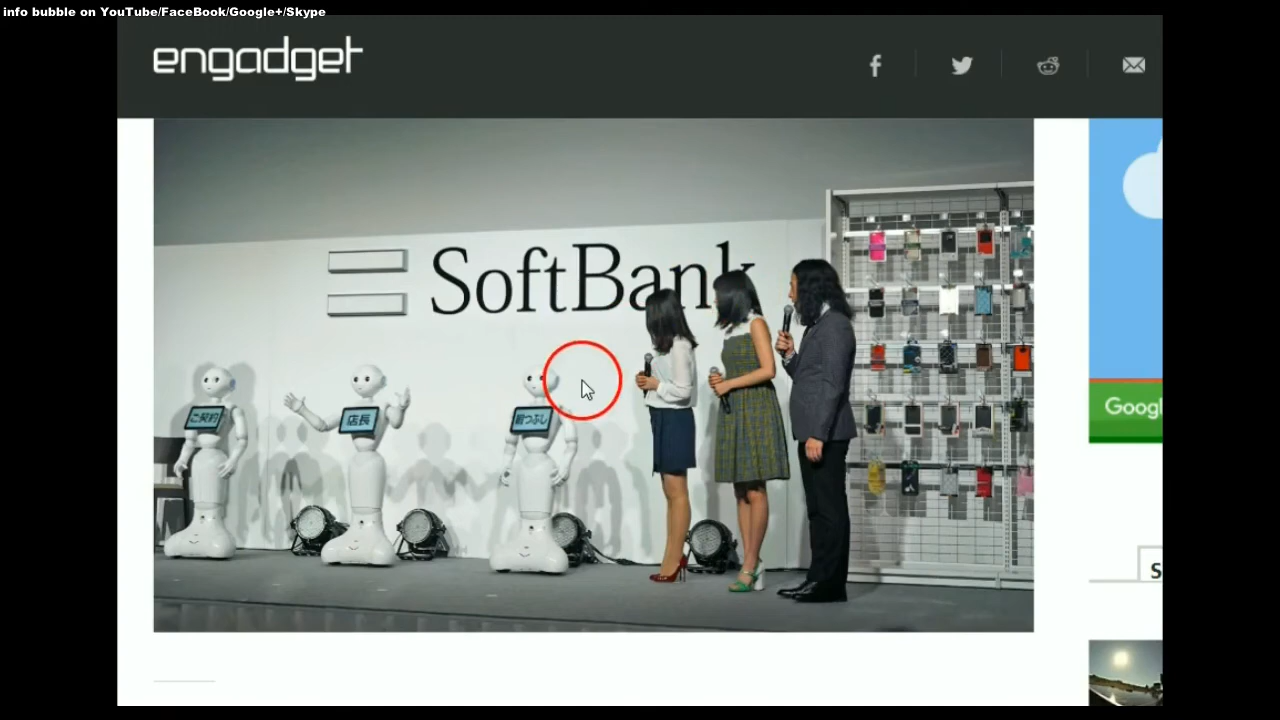 info bubble on YouTube/FaceBook/Google+/Skype
engadget
SoftBank
ご契約
店長
暇つぶし
Googl
S